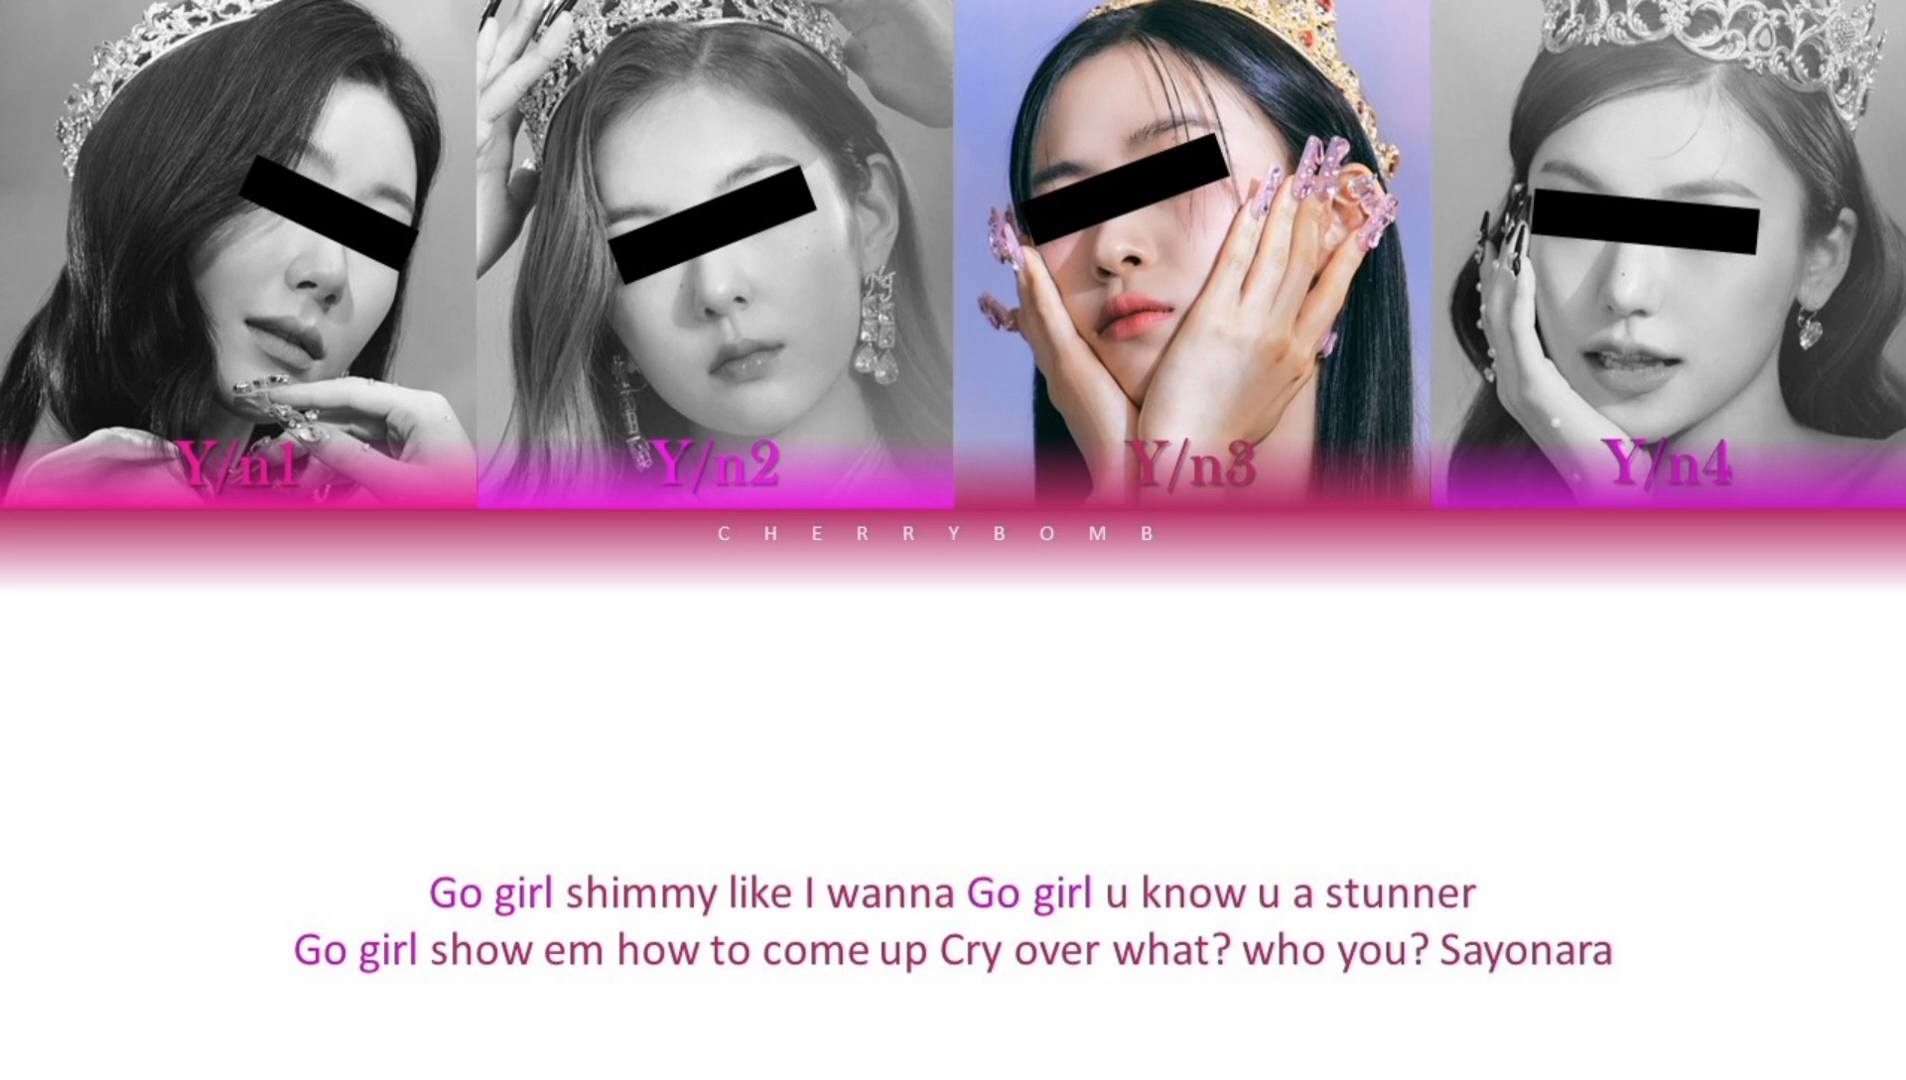 Y/n1 Y/n2 Y/n3 Y/n4
CHERRYBOMB
Go girl shimmy like I wanna Go girl u know u a stunner
Go girl show em how to come up Cry over what? who you? Sayonara